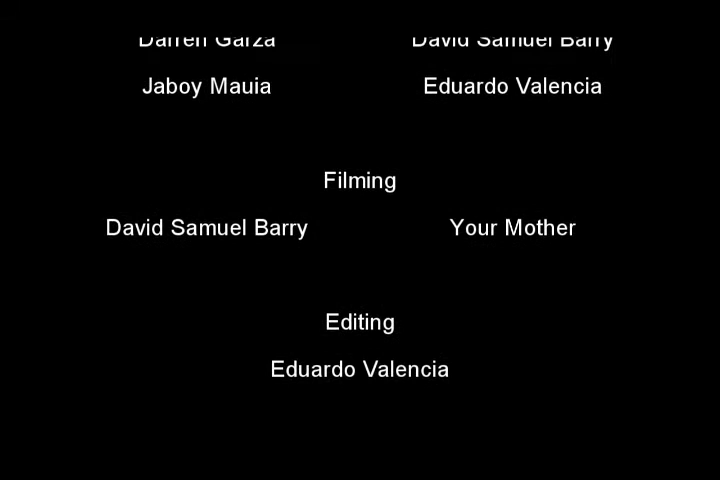 Darren Garza David Samuel Barry
Jaboy Mauia Eduardo Valencia
Filming
David Samuel Barry Your Mother
Editing
Eduardo Valencia